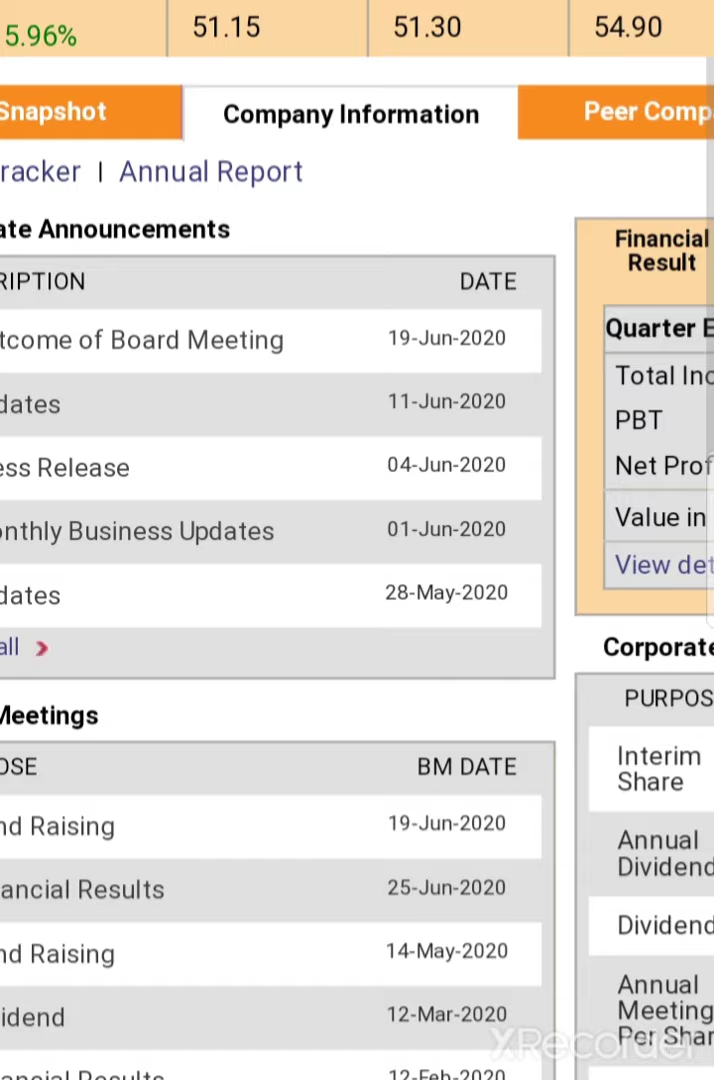 5.96% 51.15 51.30 54.90
Snapshot Company Information Peer Comp
racker | Annual Report
ate Announcements
RIPTION DATE
tcome of Board Meeting 19-Jun-2020
dates 11-Jun-2020
ess Release 04-Jun-2020
onthly Business Updates 01-Jun-2020
dates 28-May-2020
all
Meetings
OSE BM DATE
nd Raising 19-Jun-2020
ancial Results 25-Jun-2020
nd Raising 14-May-2020
idend 12-Mar-2020
ancial Results 12-Feb-2020
Financial
Result
Quarter E
Total Inc
PBT
Net Prof
Value in
View det
Corporate
PURPOS
Interim
Share
Annual
Dividend
Dividend
Annual
Meeting
Per Shar
XRecorder